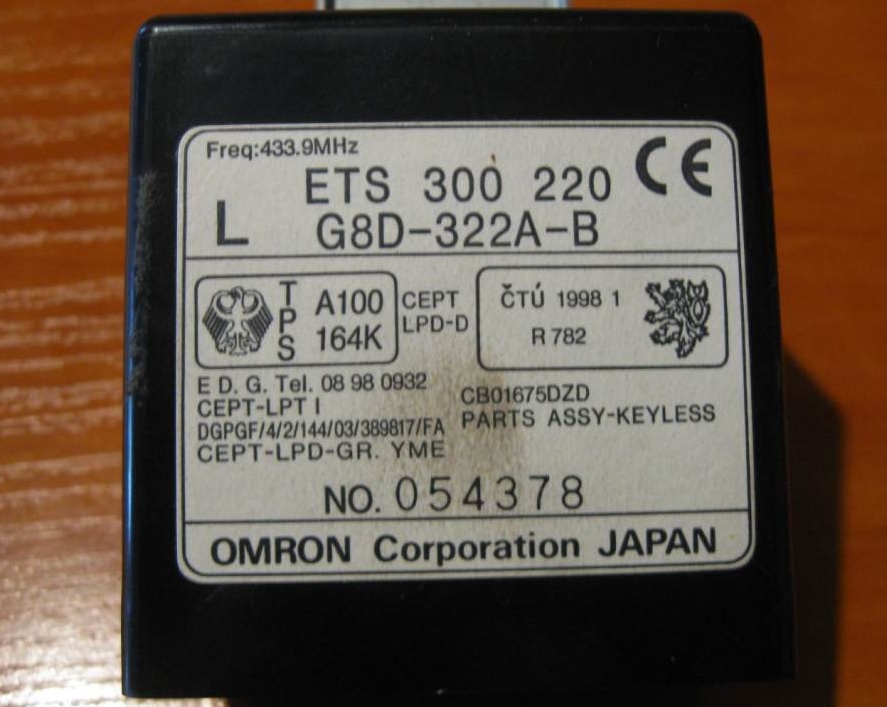 Freq:433.9MHz
CE
ETS 300 220
L G8D-322A-B
TPS A100 164K
CEPT LPD-D
ČTÚ 1998 1
R 782
E D. G. Tel. 08 98 0932
CEPT-LPT I
DGPGF/4/2/144/03/389817/FA
CEPT-LPD-GR. YME
CB01675DZD
PARTS ASSY-KEYLESS
NO. 054378
OMRON Corporation JAPAN